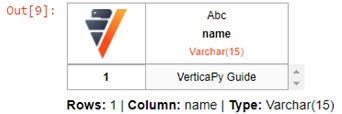 Out[9]:
Abc
name
Varchar(15)
1 VerticaPy Guide
Rows: 1 | Column: name | Type: Varchar(15)